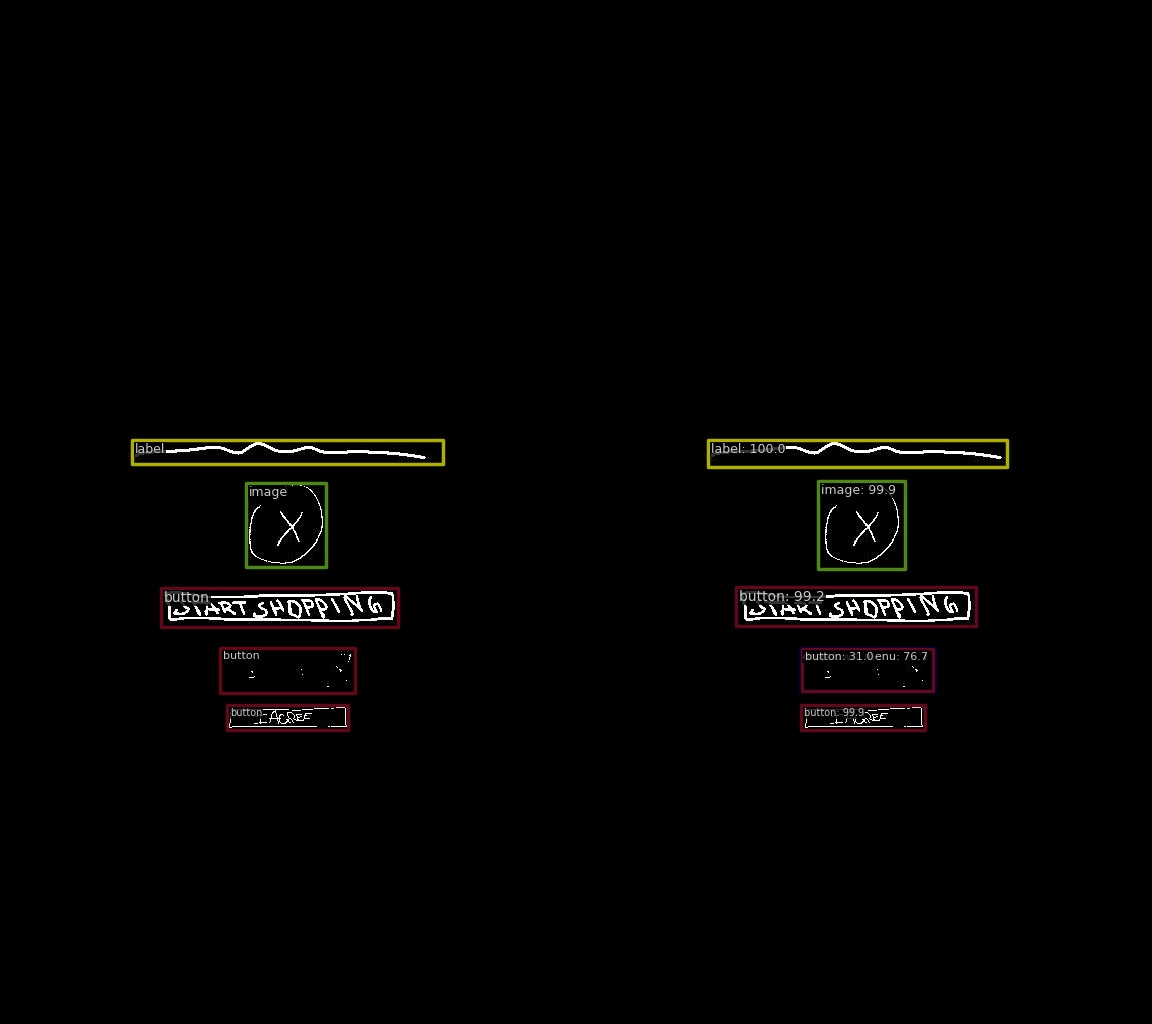 label label: 100.0
image image: 99.9
X X
button button: 99.2
START SHOPPING START SHOPPING
button button: 31.0 enu: 76.7
button button: 99.9
I AGREE